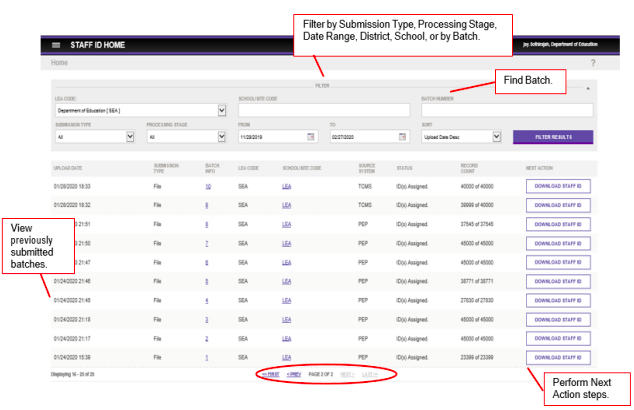 Filter by Submission Type, Processing Stage,
Date Range, District, School, or by Batch.
STAFF ID HOME
Joy Jothirajah, Department of Education
Home
?
Find Batch.
FILTER
LEA CODE:
SCHOOL/SITE CODE
BATCH NUMBER
Department of Education [ SEA ]
SUBMISSION TYPE
PROCESSING STAGE
FROM
TO
SORT
All
All
11/29/2019
02/27/2020
Upload Date Desc
FILTER RESULTS
UPLOAD DATE
SUBMISSION TYPE
BATCH INFO
LEA CODE
SCHOOL/SITE CODE
SOURCE SYSTEM
STATUS
RECORD COUNT
NEXT ACTION
01/28/2020 18:33 File 10 SEA LEA TCMS ID(s) Assigned. 40000 of 40000 DOWNLOAD STAFF ID
01/28/2020 18:32 File 9 SEA LEA TCMS ID(s) Assigned. 39999 of 40000 DOWNLOAD STAFF ID
0 21:51 File 8 SEA LEA PEP ID(s) Assigned. 37545 of 37545 DOWNLOAD STAFF ID
View
previously
submitted
batches.
0 21:50 File 7 SEA LEA PEP ID(s) Assigned. 45000 of 45000 DOWNLOAD STAFF ID
0 21:47 File 6 SEA LEA PEP ID(s) Assigned. 45000 of 45000 DOWNLOAD STAFF ID
01/24/2020 21:46 File 5 SEA LEA PEP ID(s) Assigned. 38771 of 38771 DOWNLOAD STAFF ID
01/24/2020 21:45 File 4 SEA LEA PEP ID(s) Assigned. 27830 of 27830 DOWNLOAD STAFF ID
01/24/2020 21:18 File 3 SEA LEA PEP ID(s) Assigned. 45000 of 45000 DOWNLOAD STAFF ID
01/24/2020 21:17 File 2 SEA LEA PEP ID(s) Assigned. 45000 of 45000 DOWNLOAD STAFF ID
01/24/2020 15:39 File 1 SEA LEA PEP ID(s) Assigned. 23399 of 23399 DOWNLOAD STAFF ID
Displaying 16 - 25 of 25
<< FIRST < PREV PAGE 2 OF 2 NEXT > LAST >>
Perform Next
Action steps.